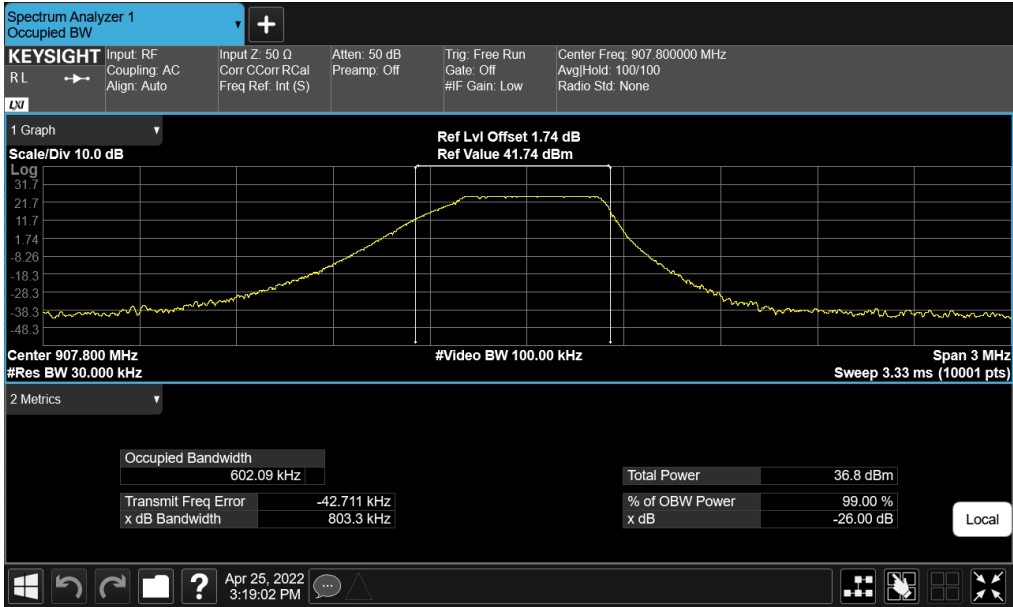 Spectrum Analyzer 1
Occupied BW
+
KEYSIGHT
R L
LXI
Input: RF
Coupling: AC
Align: Auto
Input Z: 50 Ω
Corr CCorr RCal
Freq Ref: Int (S)
Atten: 50 dB
Preamp: Off
Trig: Free Run
Gate: Off
#IF Gain: Low
Center Freq: 907.800000 MHz
Avg|Hold: 100/100
Radio Std: None
1 Graph
Scale/Div 10.0 dB
Ref Lvl Offset 1.74 dB
Ref Value 41.74 dBm
Log
31.7
21.7
11.7
1.74
-8.26
-18.3
-28.3
-38.3
-48.3
Center 907.800 MHz
#Video BW 100.00 kHz
Span 3 MHz
#Res BW 30.000 kHz
Sweep 3.33 ms (10001 pts)
2 Metrics
Occupied Bandwidth
602.09 kHz
Transmit Freq Error -42.711 kHz
x dB Bandwidth 803.3 kHz
Total Power 36.8 dBm
% of OBW Power 99.00 %
x dB -26.00 dB
Local
?
Apr 25, 2022
3:19:02 PM